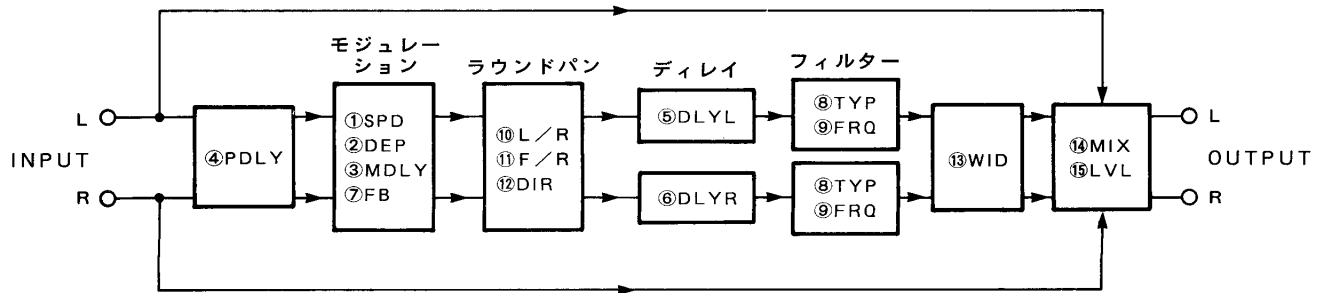 モジュレー
ション
ラウンドパン
ディレイ
フィルター
L
INPUT
R
④PDLY
①SPD
②DEP
③MDLY
⑦FB
⑩L/R
⑪F/R
⑫DIR
⑤DLYL
⑥DLYR
⑧TYP
⑨FRQ
⑧TYP
⑨FRQ
⑬WID
⑭MIX
⑮LVL
L
OUTPUT
R